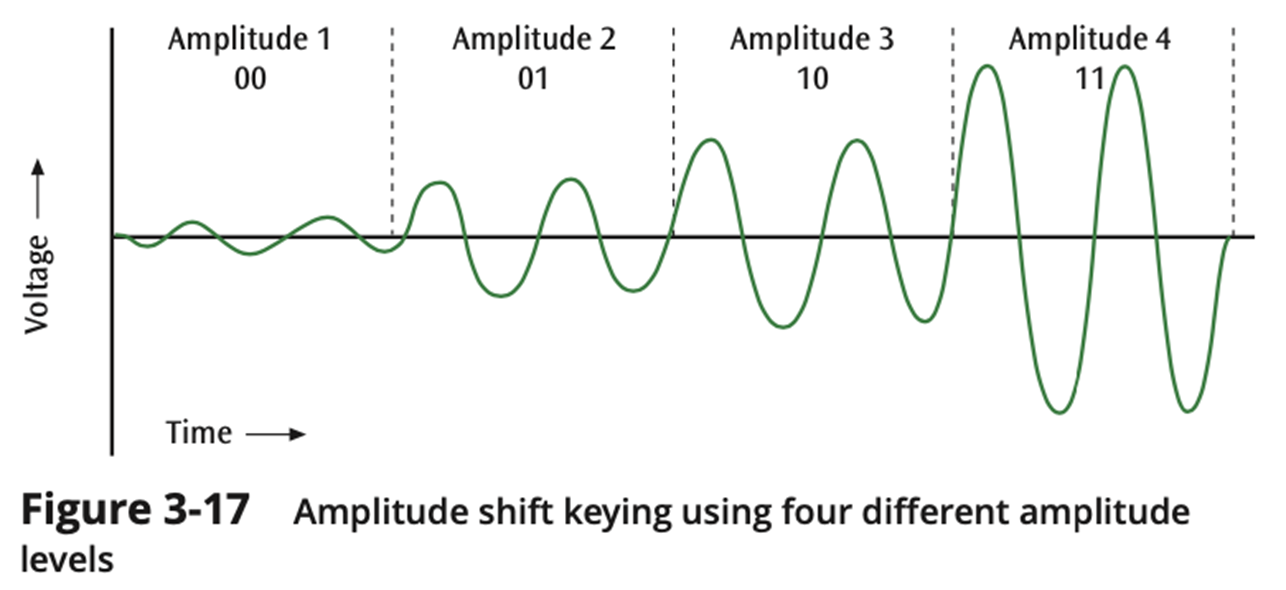 Amplitude 1
00
Amplitude 2
01
Amplitude 3
10
Amplitude 4
11
Voltage
Time
Figure 3-17 Amplitude shift keying using four different amplitude
levels